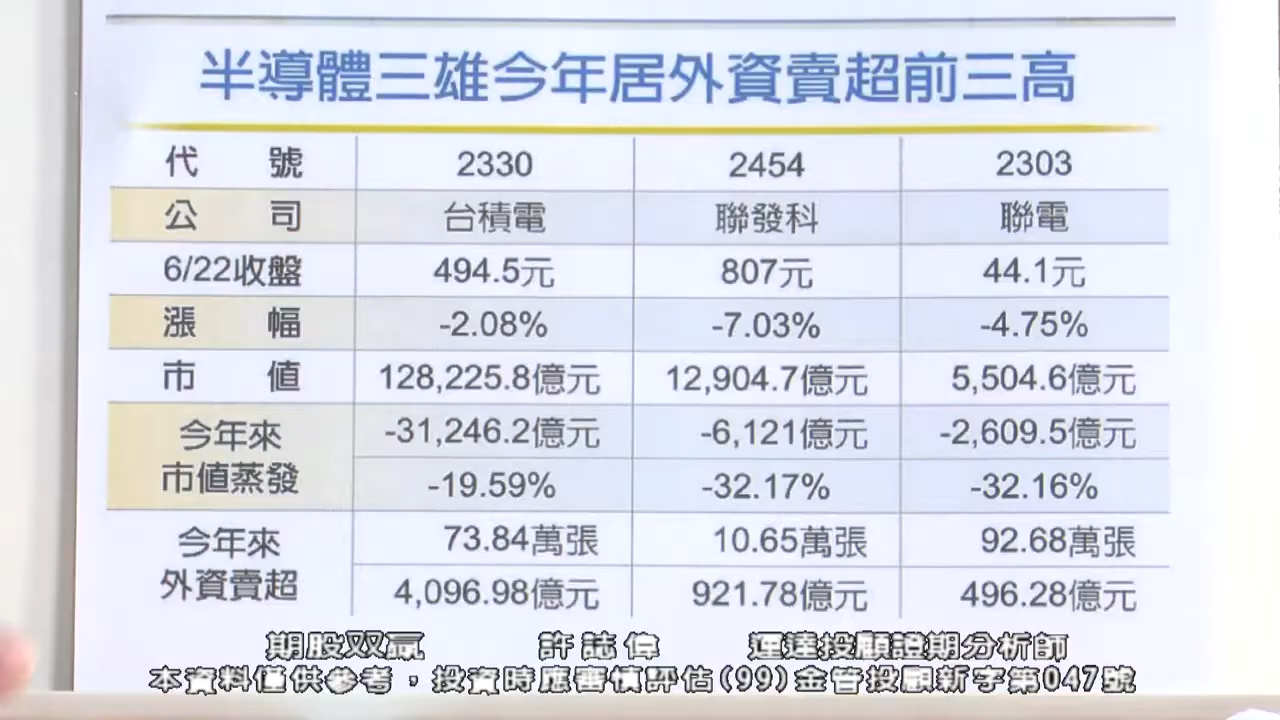 半導體三雄今年居外資賣超前三高
代號 2330 2454 2303
公司 台積電 聯發科 聯電
6/22收盤 494.5元 807元 44.1元
漲幅 -2.08% -7.03% -4.75%
市值 128,225.8億元 12,904.7億元 5,504.6億元
今年來市值蒸發 -31,246.2億元 -6,121億元 -2,609.5億元
-19.59% -32.17% -32.16%
今年來外資賣超 73.84萬張 10.65萬張 92.68萬張
4,096.98億元 921.78億元 496.28億元
期股双贏 許誌偉 運達投顧證期分析師
本資料僅供參考，投資時應審慎評估(99)金管投顧新字第047號